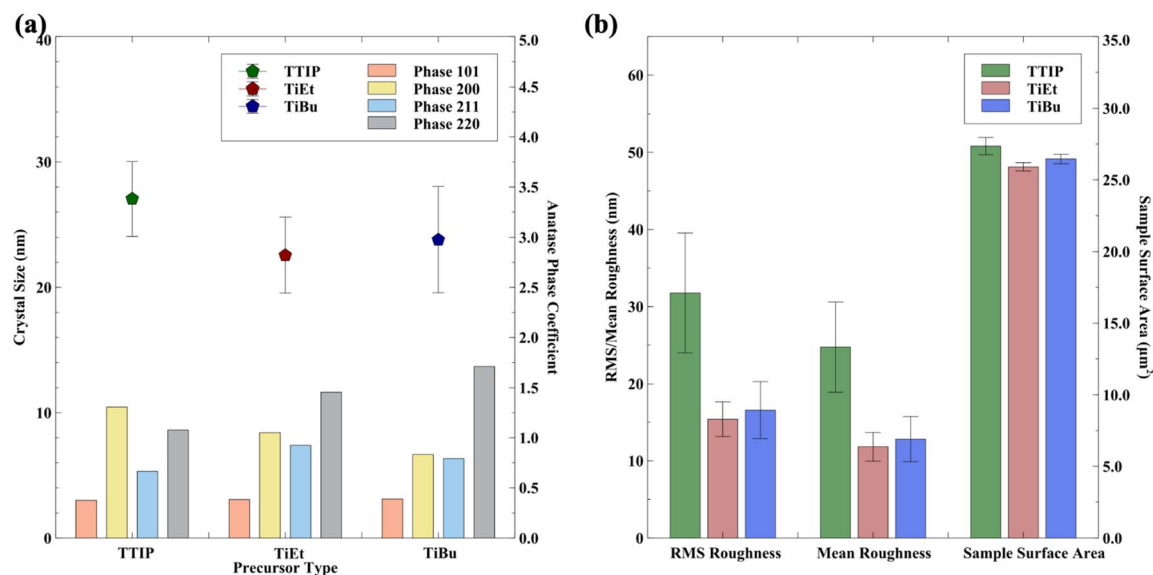 (a)
40
30
20
10
0
Crystal Size (nm)
TTIP
TiEt
TiBu
Phase 101
Phase 200
Phase 211
Phase 220
5.0
4.5
4.0
3.5
3.0
2.5
2.0
1.5
1.0
0.5
0.0
Anatase Phase Coefficient
TTIP
TiEt
TiBu
Precursor Type
(b)
60
50
40
30
20
10
0
RMS/Mean Roughness (nm)
TTIP
TiEt
TiBu
35.0
30.0
25.0
20.0
15.0
10.0
5.0
0.0
Sample Surface
Area (μm²)
RMS Roughness
Mean Roughness
Sample Surface Area